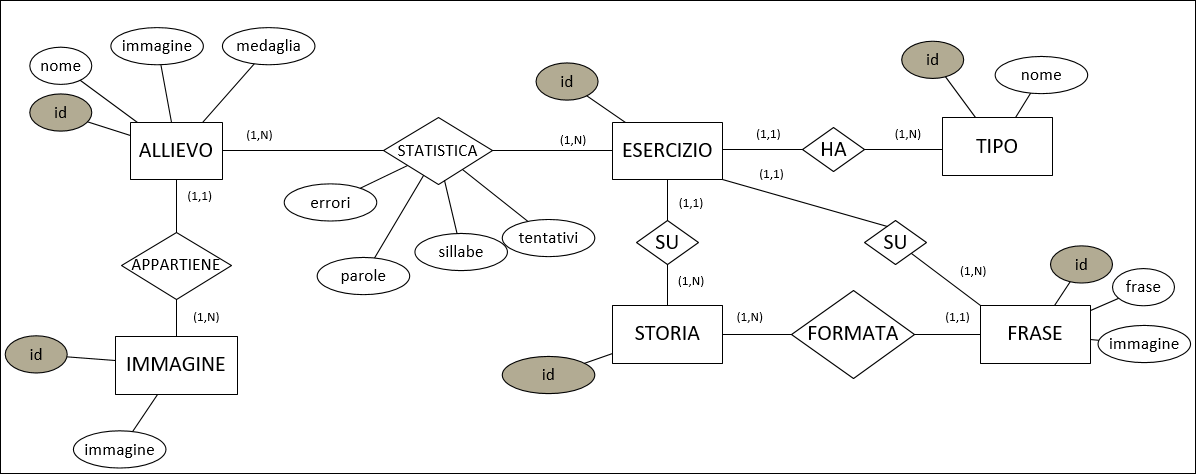 immagine
medaglia
nome
id
id
id
nome
ALLIEVO
(1,N)
STATISTICA
(1,N)
ESERCIZIO
(1,1)
HA
(1,N)
TIPO
(1,1)
(1,1)
errori
parole
sillabe
tentativi
(1,1)
SU
SU
APPARTIENE
(1,N)
(1,N)
id
frase
immagine
(1,N)
id
IMMAGINE
immagine
STORIA
(1,N)
FORMATA
(1,1)
FRASE
id